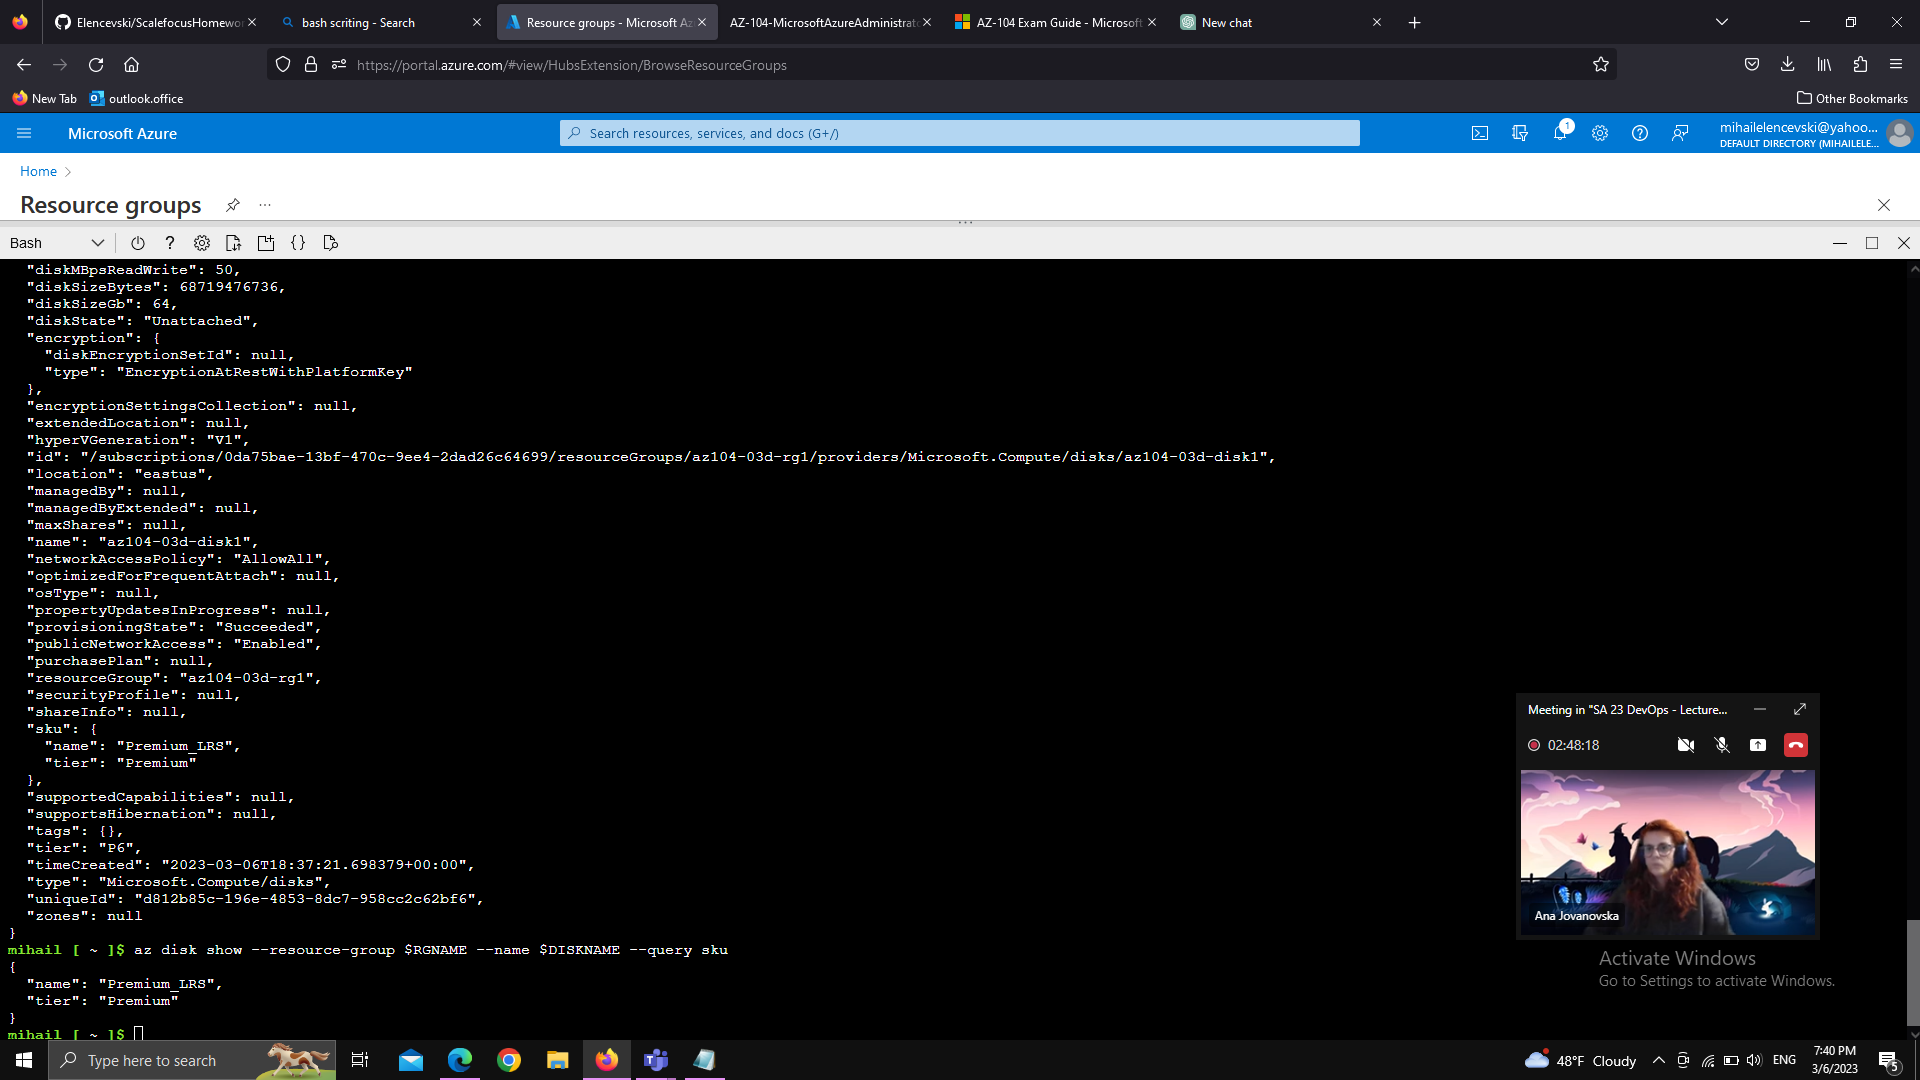 Elencevski/ScalefocusHomewor
bash scriting - Search
Resource groups - Microsoft Az
AZ-104-MicrosoftAzureAdministrato
AZ-104 Exam Guide - Microsoft
New chat
https://portal.azure.com/#view/HubsExtension/BrowseResourceGroups
New Tab
outlook.office
Other Bookmarks
Microsoft Azure
Search resources, services, and docs (G+/)
1
mihailelencevski@yahoo...
DEFAULT DIRECTORY (MIHAILELE...
Home
Resource groups
Bash
"diskMBpsReadWrite": 50,
"diskSizeBytes": 68719476736,
"diskSizeGb": 64,
"diskState": "Unattached",
"encryption": {
"diskEncryptionSetId": null,
"type": "EncryptionAtRestWithPlatformKey"
},
"encryptionSettingsCollection": null,
"extendedLocation": null,
"hyperVGeneration": "V1",
"id": "/subscriptions/0da75bae-13bf-470c-9ee4-2dad26c64699/resourceGroups/az104-03d-rg1/providers/Microsoft.Compute/disks/az104-03d-disk1",
"location": "eastus",
"managedBy": null,
"managedByExtended": null,
"maxShares": null,
"name": "az104-03d-disk1",
"networkAccessPolicy": "AllowAll",
"optimizedForFrequentAttach": null,
"osType": null,
"propertyUpdatesInProgress": null,
"provisioningState": "Succeeded",
"publicNetworkAccess": "Enabled",
"purchasePlan": null,
"resourceGroup": "az104-03d-rg1",
"securityProfile": null,
"shareInfo": null,
"sku": {
"name": "Premium_LRS",
"tier": "Premium"
},
"supportedCapabilities": null,
"supportsHibernation": null,
"tags": {},
"tier": "P6",
"timeCreated": "2023-03-06T18:37:21.698379+00:00",
"type": "Microsoft.Compute/disks",
"uniqueId": "d812b85c-196e-4853-8dc7-958cc2c62bf6",
"zones": null
}
mihail [ ~ ]$ az disk show --resource-group $RGNAME --name $DISKNAME --query sku
{
"name": "Premium_LRS",
"tier": "Premium"
}
mihail [ ~ ]$
Meeting in "SA 23 DevOps - Lecture...
02:48:18
Ana Jovanovska
Activate Windows
Go to Settings to activate Windows.
Type here to search
48°F Cloudy
ENG
7:40 PM
3/6/2023
5